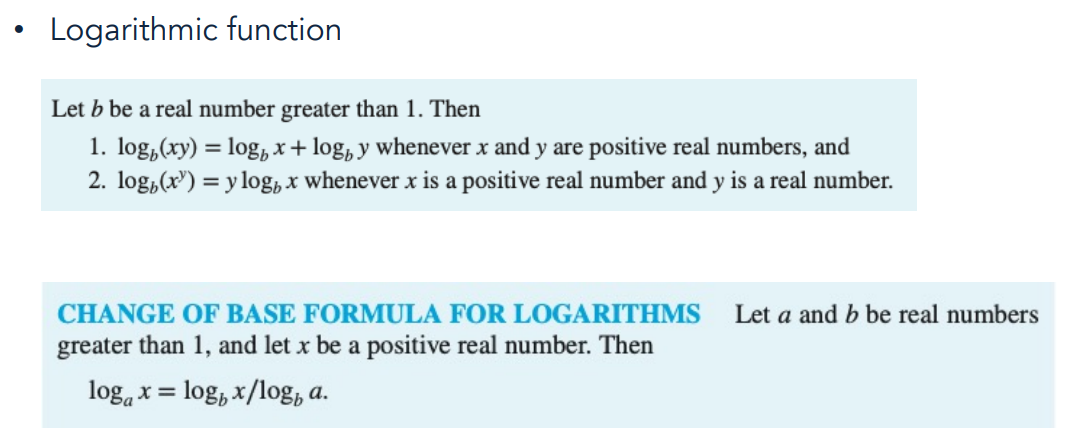 • Logarithmic function
Let b be a real number greater than 1. Then
1. log_b(xy) = log_b x + log_b y whenever x and y are positive real numbers, and
2. log_b(x^y) = y log_b x whenever x is a positive real number and y is a real number.
CHANGE OF BASE FORMULA FOR LOGARITHMS Let a and b be real numbers
greater than 1, and let x be a positive real number. Then
log_a x = log_b x/log_b a.